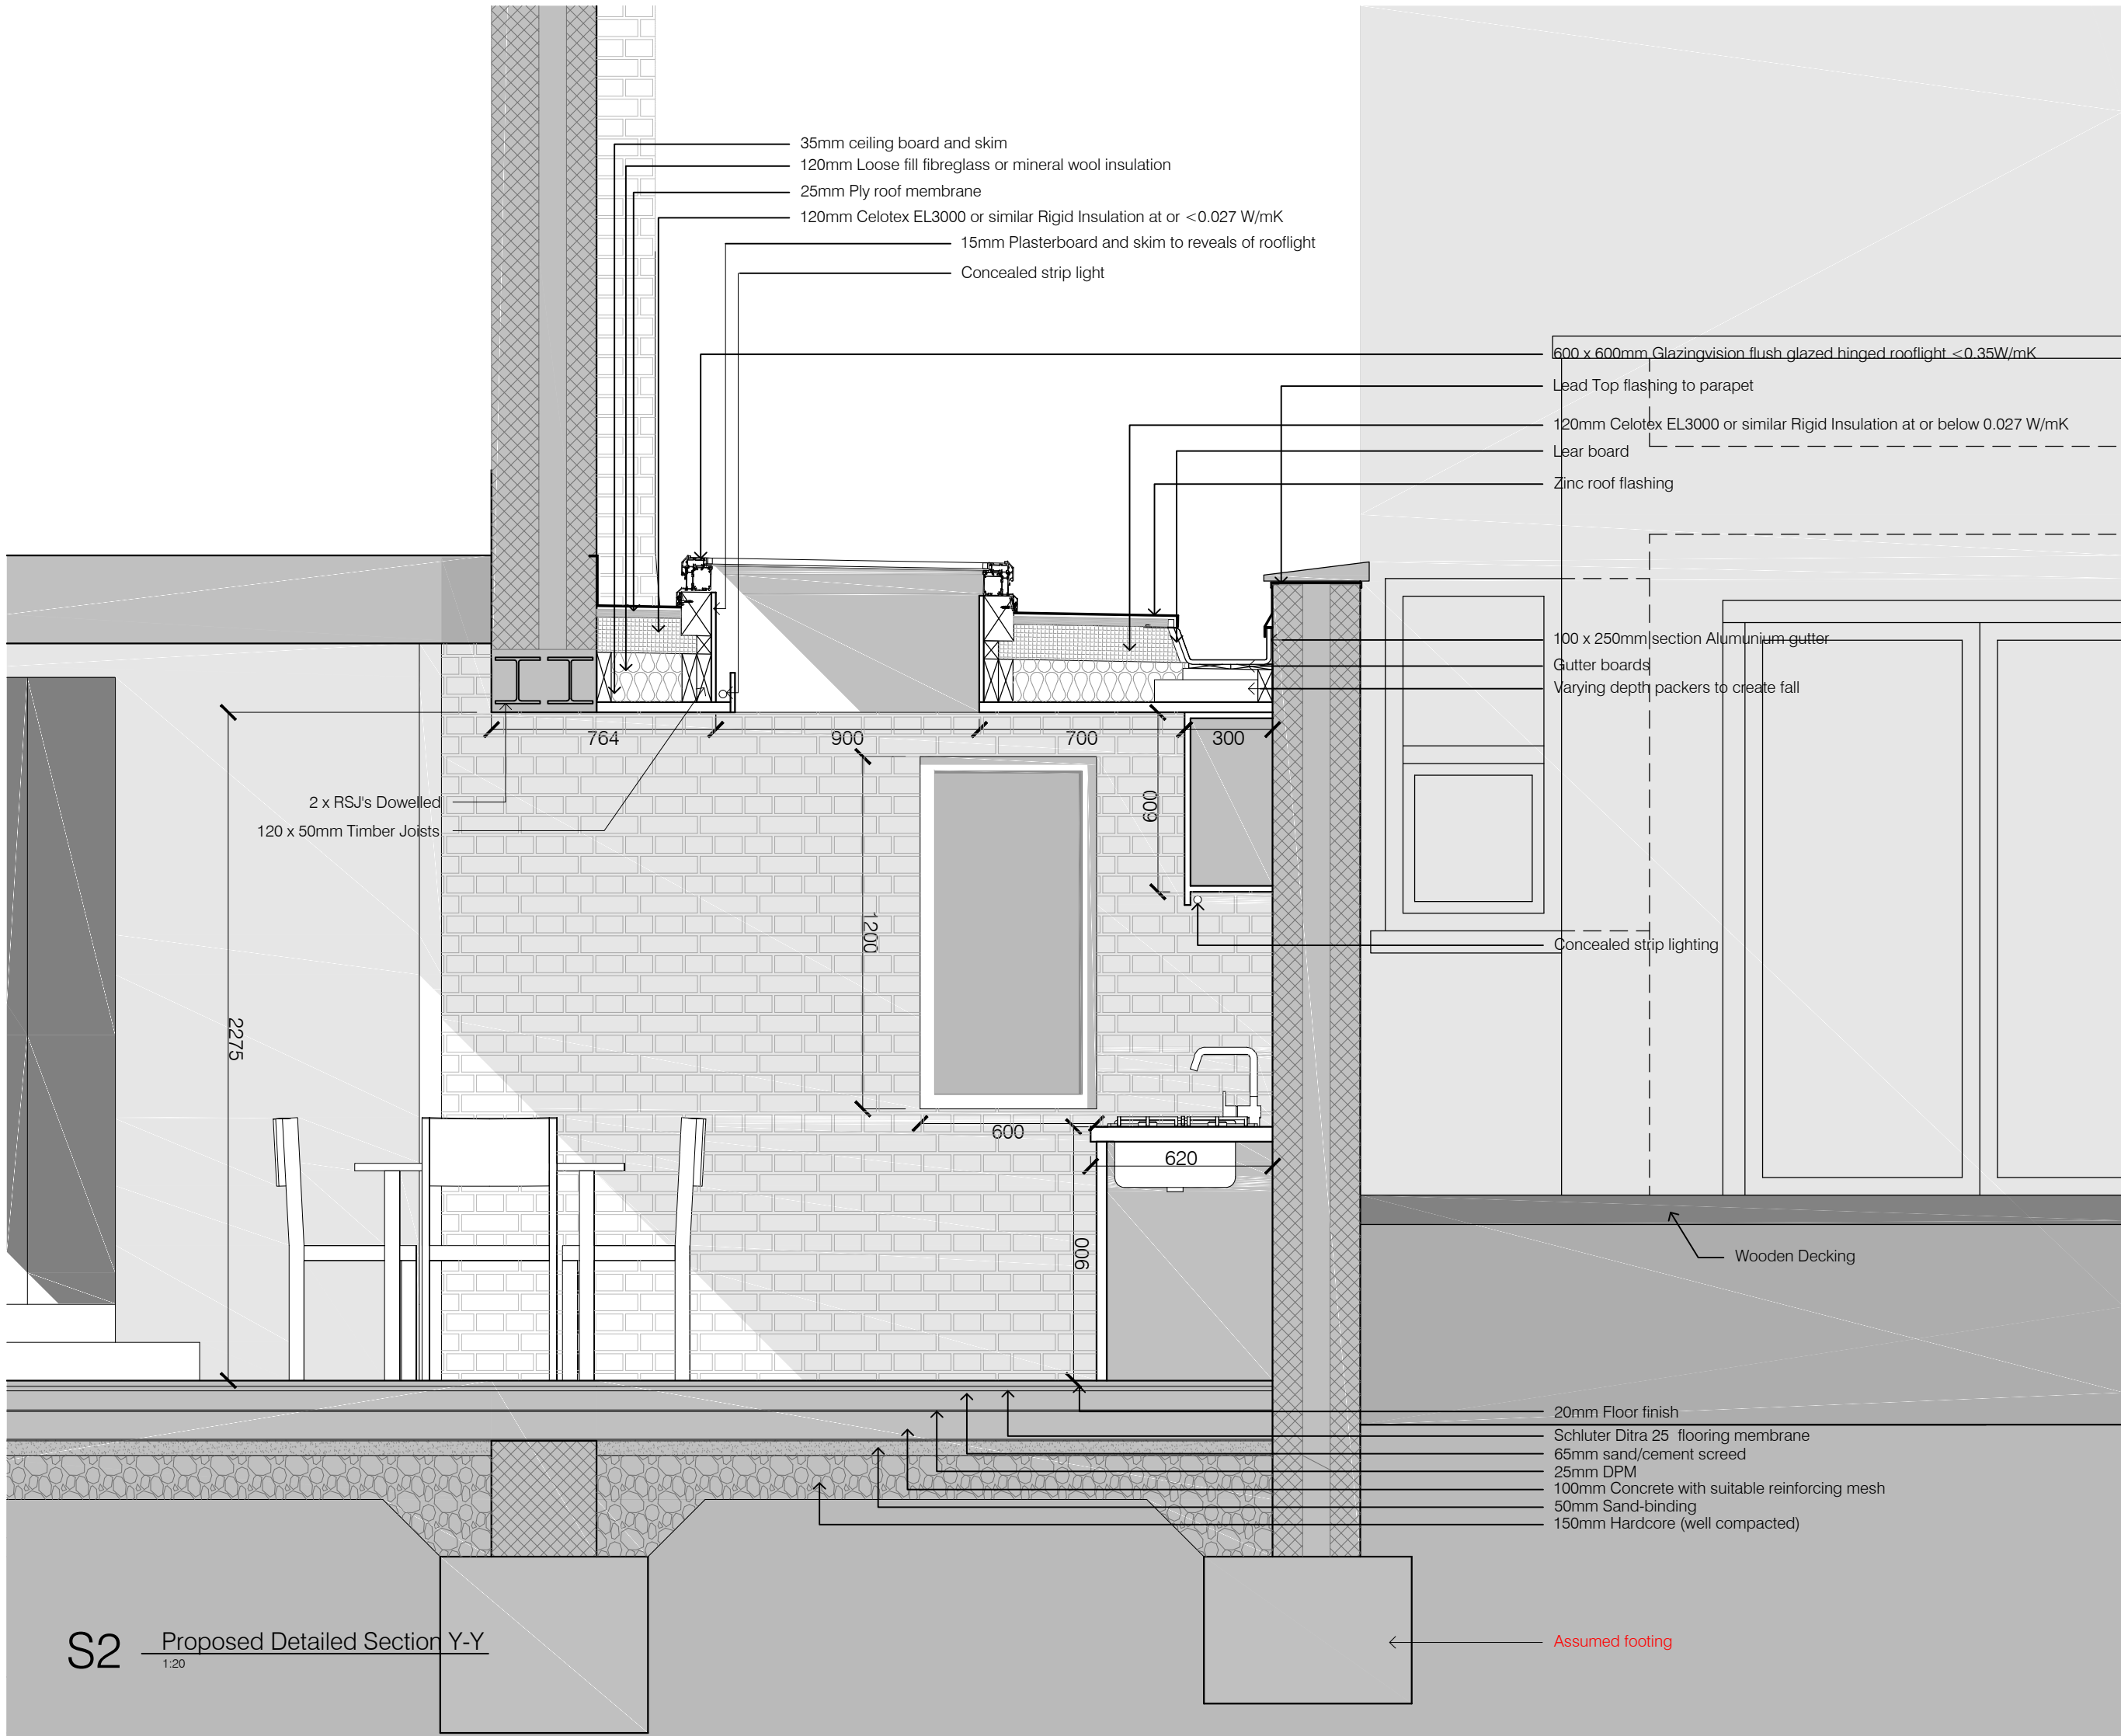 35mm ceiling board and skim
120mm Loose fill fibreglass or mineral wool insulation
25mm Ply roof membrane
120mm Celotex EL3000 or similar Rigid Insulation at or <0.027 W/mK
15mm Plasterboard and skim to reveals of rooflight
Concealed strip light
600 x 600mm Glazingvision flush glazed hinged rooflight <0.35W/mK
Lead Top flashing to parapet
120mm Celotex EL3000 or similar Rigid Insulation at or below 0.027 W/mK
Lear board
Zinc roof flashing
100 x 250mm section Alumunium gutter
Gutter boards
Varying depth packers to create fall
764
900
700
300
600
2 x RSJ's Dowelled
120 x 50mm Timber Joists
1200
Concealed strip lighting
2275
600
620
900
Wooden Decking
20mm Floor finish
Schluter Ditra 25 flooring membrane
65mm sand/cement screed
25mm DPM
100mm Concrete with suitable reinforcing mesh
50mm Sand-binding
150mm Hardcore (well compacted)
Assumed footing
S2 Proposed Detailed Section Y-Y
1:20